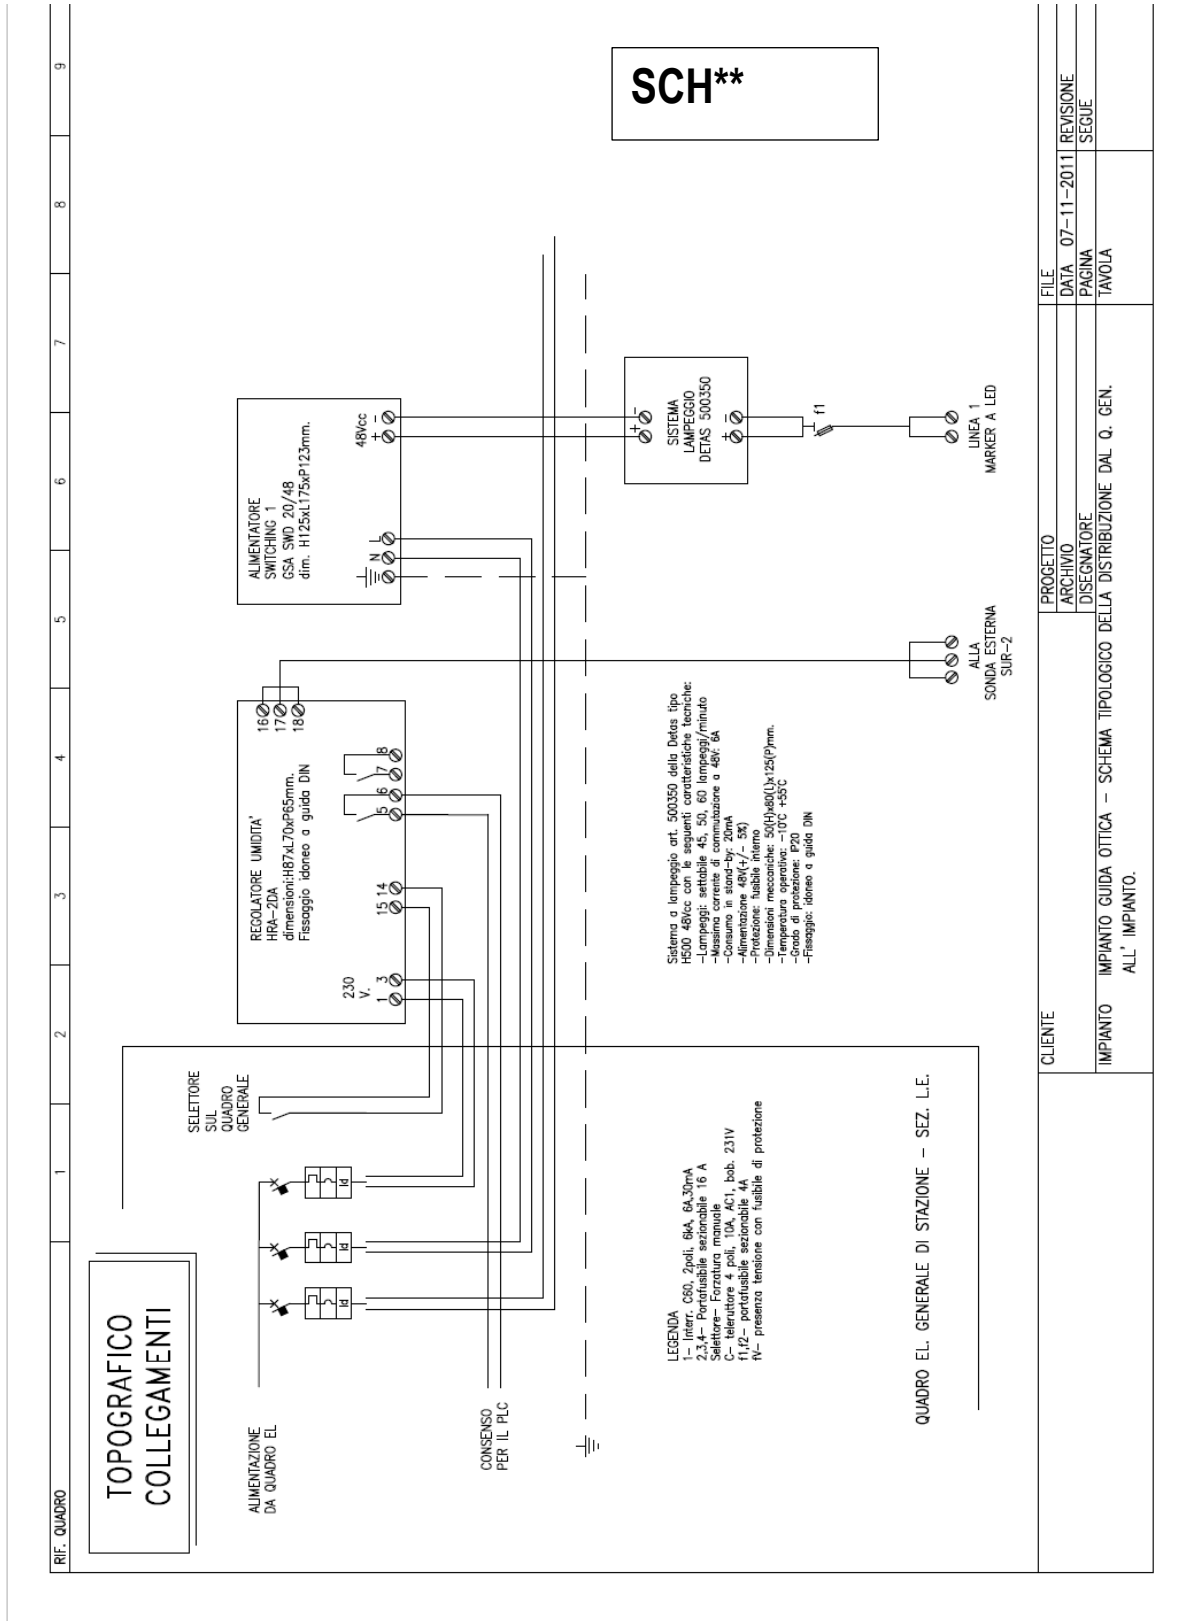 RIF. QUADRO
1
2
3
4
5
6
7
8
9
SCH**
TOPOGRAFICO
COLLEGAMENTI
ALIMENTAZIONE
DA QUADRO EL
SELETTORE
SUL
QUADRO
GENERALE
Id
Id
Id
REGOLATORE UMIDITA'
HRA-2DA
dimensioni:H87xL70xP65mm.
Fissaggio idoneo a guida DIN
230
V.
1
3
15
14
5
6
7
8
16
17
18
ALIMENTATORE
SWITCHING 1
GSA SWD 20/48
dim. H125xL175xP123mm.
N
L
48Vcc
+
-
CONSENSO
PER IL PLC
+
-
SISTEMA
LAMPEGGIO
DETAS 500350
+
-
f1
LINEA 1
MARKER A LED
ALLA
SONDA ESTERNA
SUR-2
LEGENDA
1- Interr. C60, 2poli, 6kA, 6A,30mA
2,3,4- Portafusibile sezionabile 16 A
Selettore- Forzatura manuale
C- teleruttore 4 poli, 10A, AC1, bob. 231V
f1,f2- portafusibile sezionabile 4A
fV- presenza tensione con fusibile di protezione
Sistema a lampeggio art. 500350 della Detas tipo
H500 48Vcc con le seguenti caratteristiche tecniche:
-Lampeggi: settabile 45, 50, 60 lampeggi/minuto
-Massima corrente di commutazione a 48V: 6A
-Consumo in stand-by: 20mA
-Alimentazione 48V(+/- 5%)
-Protezione: fusibile interno
-Dimensioni meccaniche: 50(H)x80(L)x125(P)mm.
-Temperatura operativa: -10°C +55°C
-Grado di protezione: IP20
-Fissaggio: idoneo a guida DIN
QUADRO EL. GENERALE DI STAZIONE - SEZ. L.E.
CLIENTE
PROGETTO
ARCHIVIO
DISEGNATORE
FILE
DATA 07-11-2011
REVISIONE
PAGINA
SEGUE
TAVOLA
IMPIANTO IMPIANTO GUIDA OTTICA - SCHEMA TIPOLOGICO DELLA DISTRIBUZIONE DAL Q. GEN.
ALL' IMPIANTO.